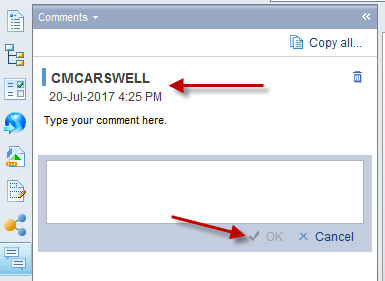 Comments
Copy all...
CMCARSWELL
20-Jul-2017 4:25 PM
Type your comment here.
OK Cancel